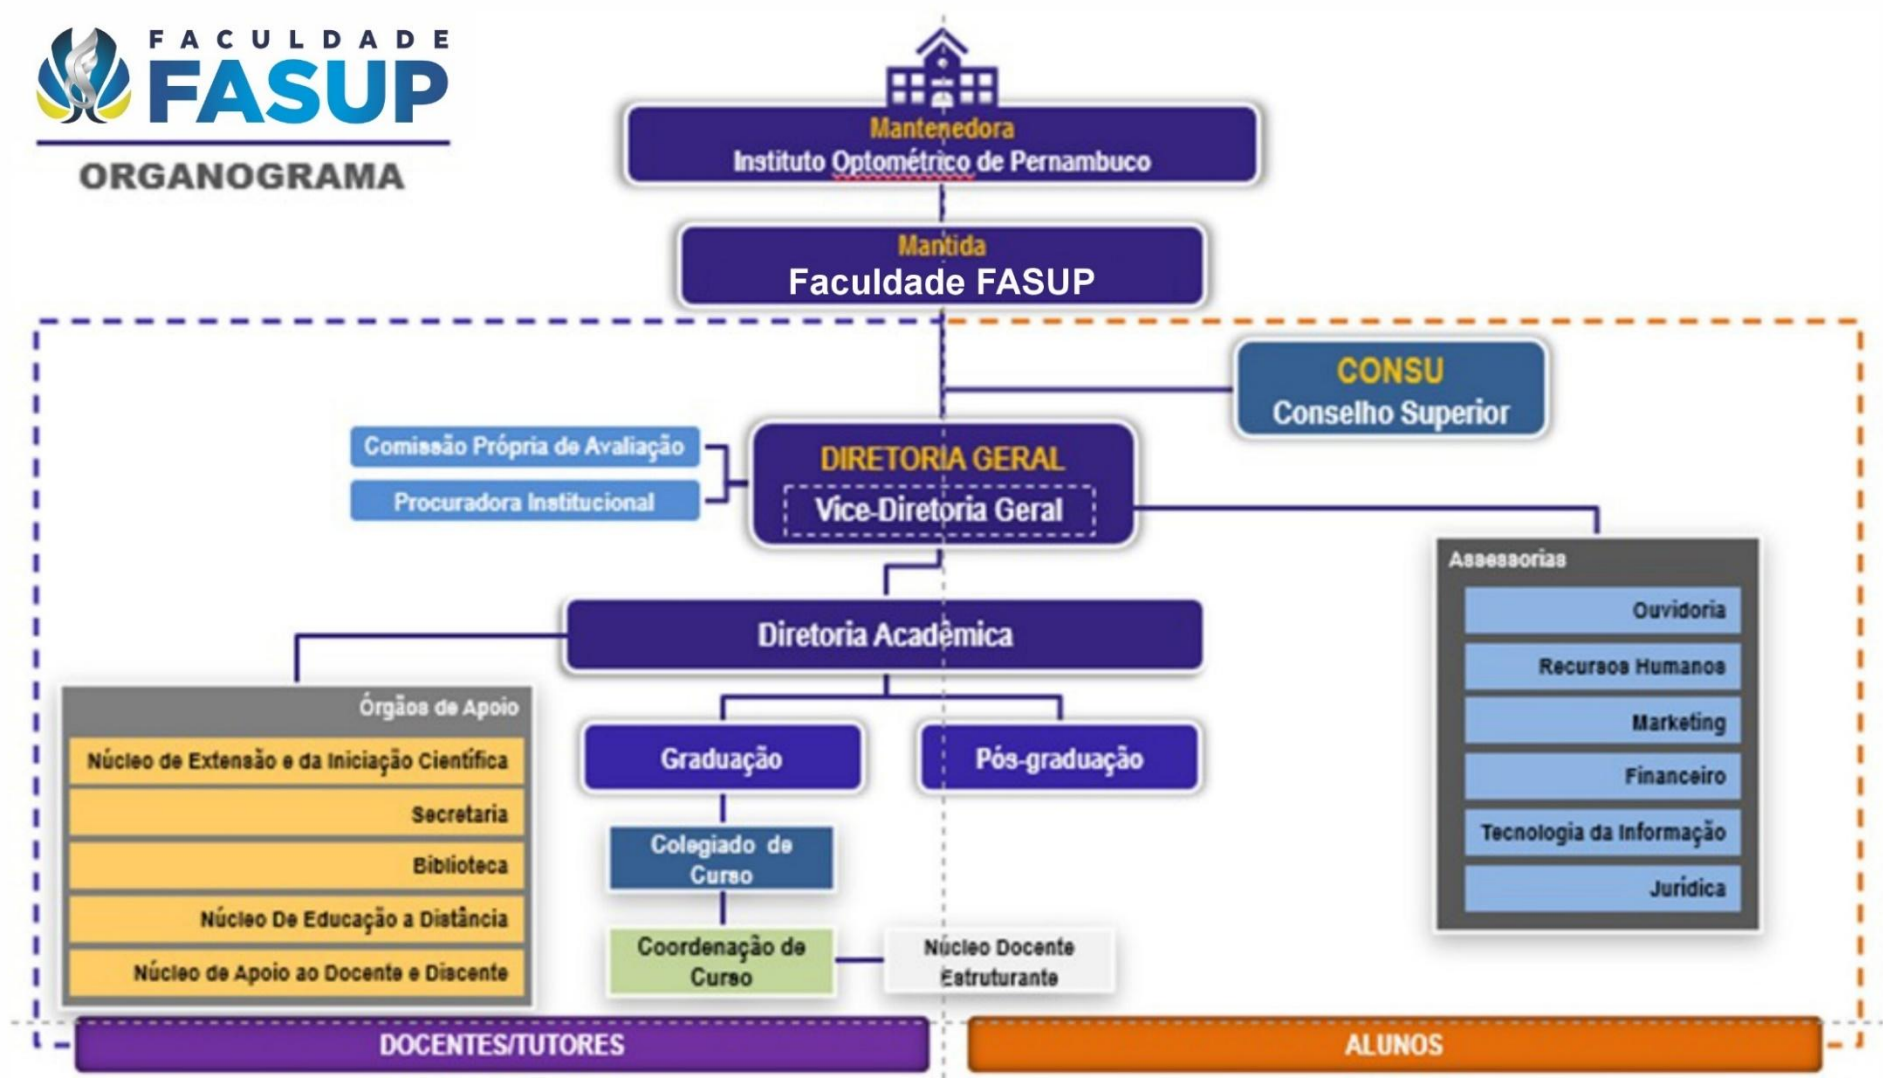 FACULDADE
FASUP
ORGANOGRAMA
Mantenedora
Instituto Optométrico de Pernambuco
Mantida
Faculdade FASUP
CONSU
Conselho Superior
Comissão Própria de Avaliação
Procuradora Institucional
DIRETORIA GERAL
Vice-Diretoria Geral
Assessorias
Ouvidoria
Recursos Humanos
Marketing
Financeiro
Tecnologia da Informação
Jurídica
Diretoria Acadêmica
Órgãos de Apoio
Núcleo de Extensão e da Iniciação Científica
Secretaria
Biblioteca
Núcleo De Educação a Distância
Núcleo de Apoio ao Docente e Discente
Graduação
Pós-graduação
Colegiado de
Curso
Coordenação de
Curso
Núcleo Docente
Estruturante
DOCENTES/TUTORES
ALUNOS